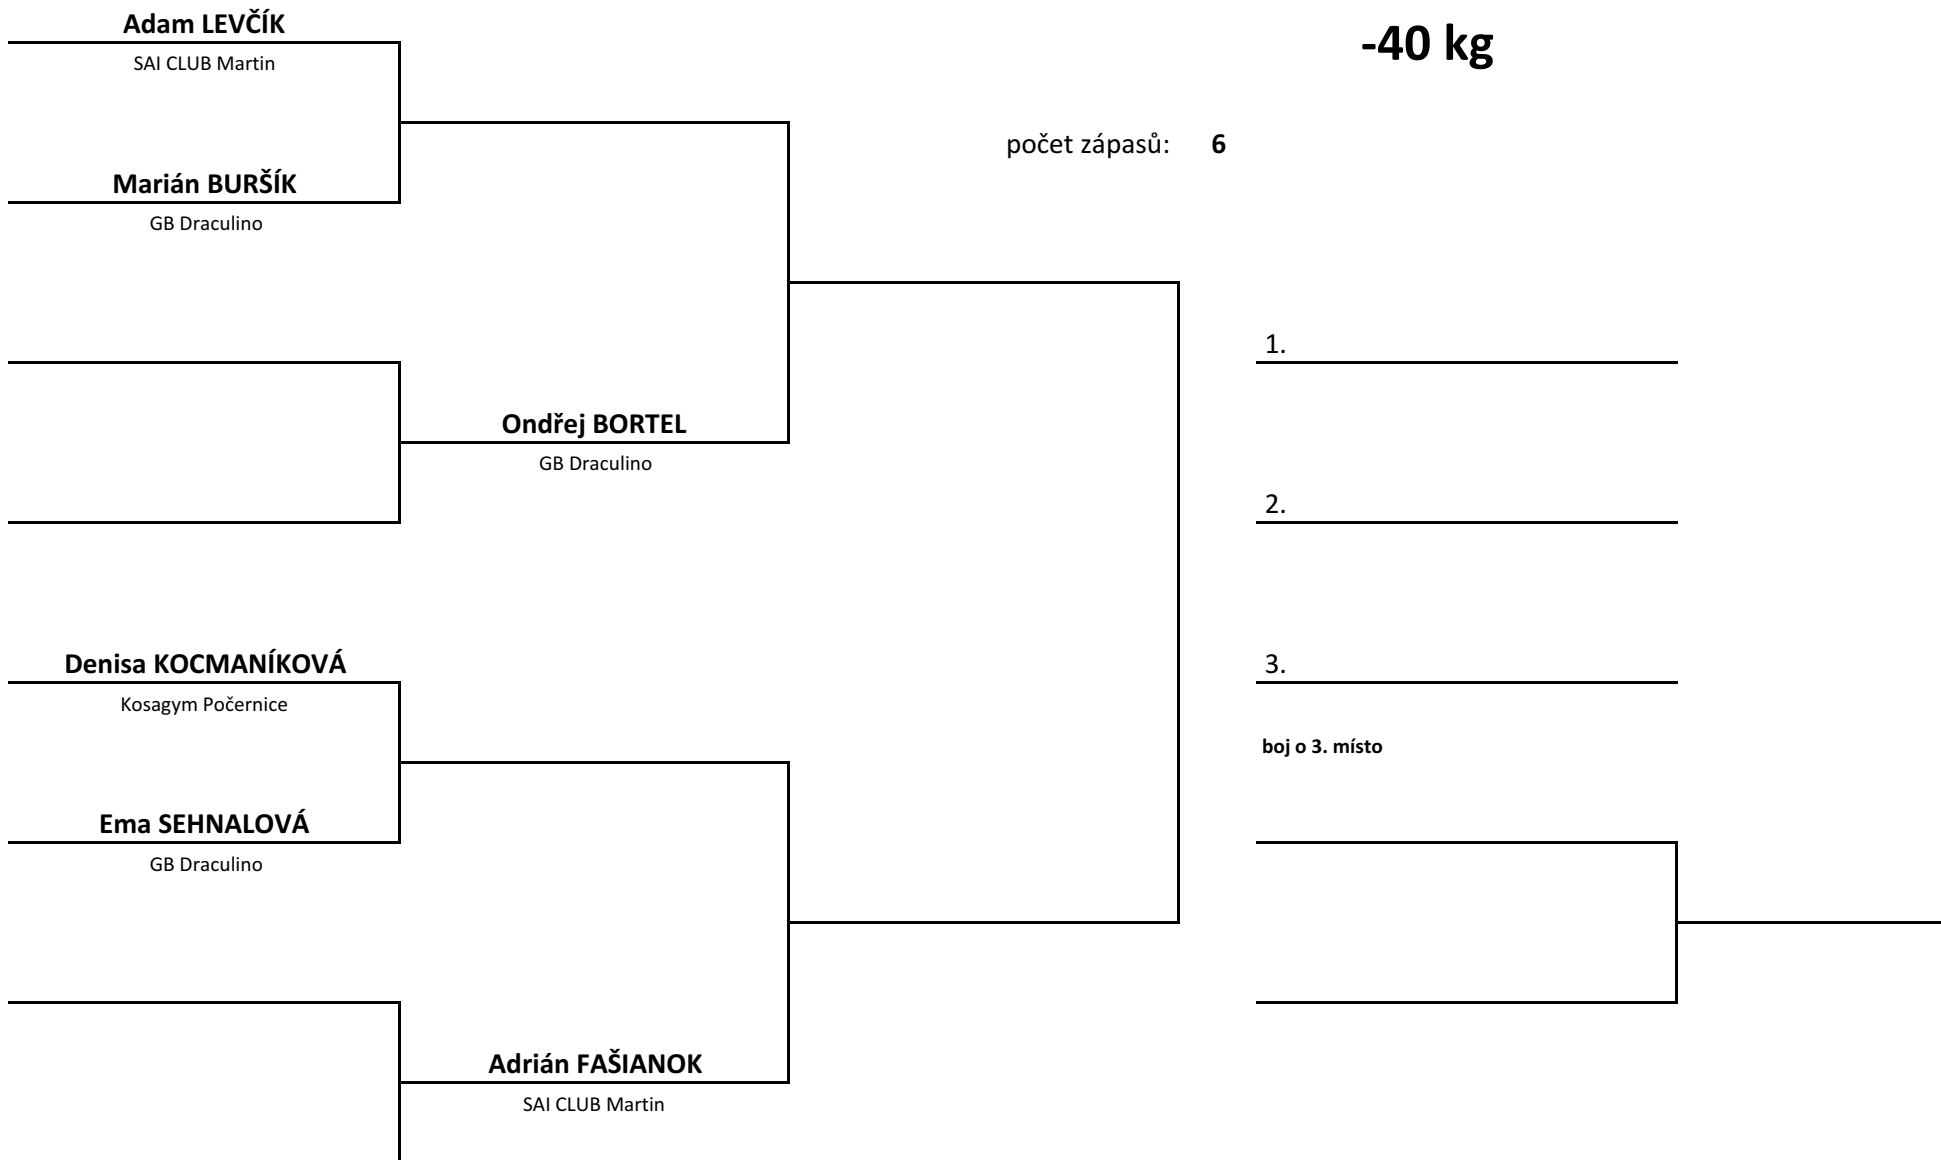 Adam LEVČÍK
SAI CLUB Martin
-40 kg
počet zápasů: 6
Marián BURŠÍK
GB Draculino
1.
Ondřej BORTEL
GB Draculino
2.
Denisa KOCMANÍKOVÁ
Kosagym Počernice
3.
boj o 3. místo
Ema SEHNALOVÁ
GB Draculino
Adrián FAŠIANOK
SAI CLUB Martin